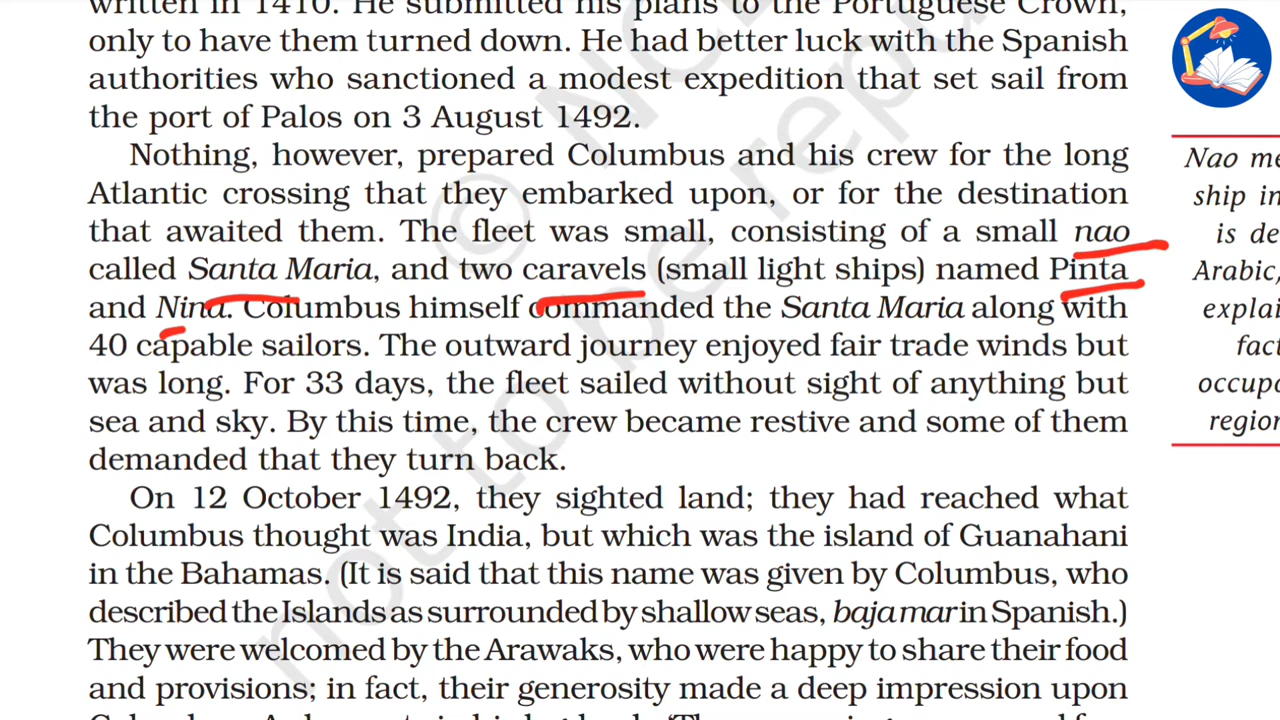 written in 1410. He submitted his plans to the Portuguese Crown,
only to have them turned down. He had better luck with the Spanish
authorities who sanctioned a modest expedition that set sail from
the port of Palos on 3 August 1492.
Nothing, however, prepared Columbus and his crew for the long
Atlantic crossing that they embarked upon, or for the destination
that awaited them. The fleet was small, consisting of a small nao
called Santa Maria, and two caravels (small light ships) named Pinta
and Nina. Columbus himself commanded the Santa Maria along with
40 capable sailors. The outward journey enjoyed fair trade winds but
was long. For 33 days, the fleet sailed without sight of anything but
sea and sky. By this time, the crew became restive and some of them
demanded that they turn back.
On 12 October 1492, they sighted land; they had reached what
Columbus thought was India, but which was the island of Guanahani
in the Bahamas. (It is said that this name was given by Columbus, who
described the Islands as surrounded by shallow seas, baja mar in Spanish.)
They were welcomed by the Arawaks, who were happy to share their food
and provisions; in fact, their generosity made a deep impression upon
Nao
ship in
is
Arabic,
not to be